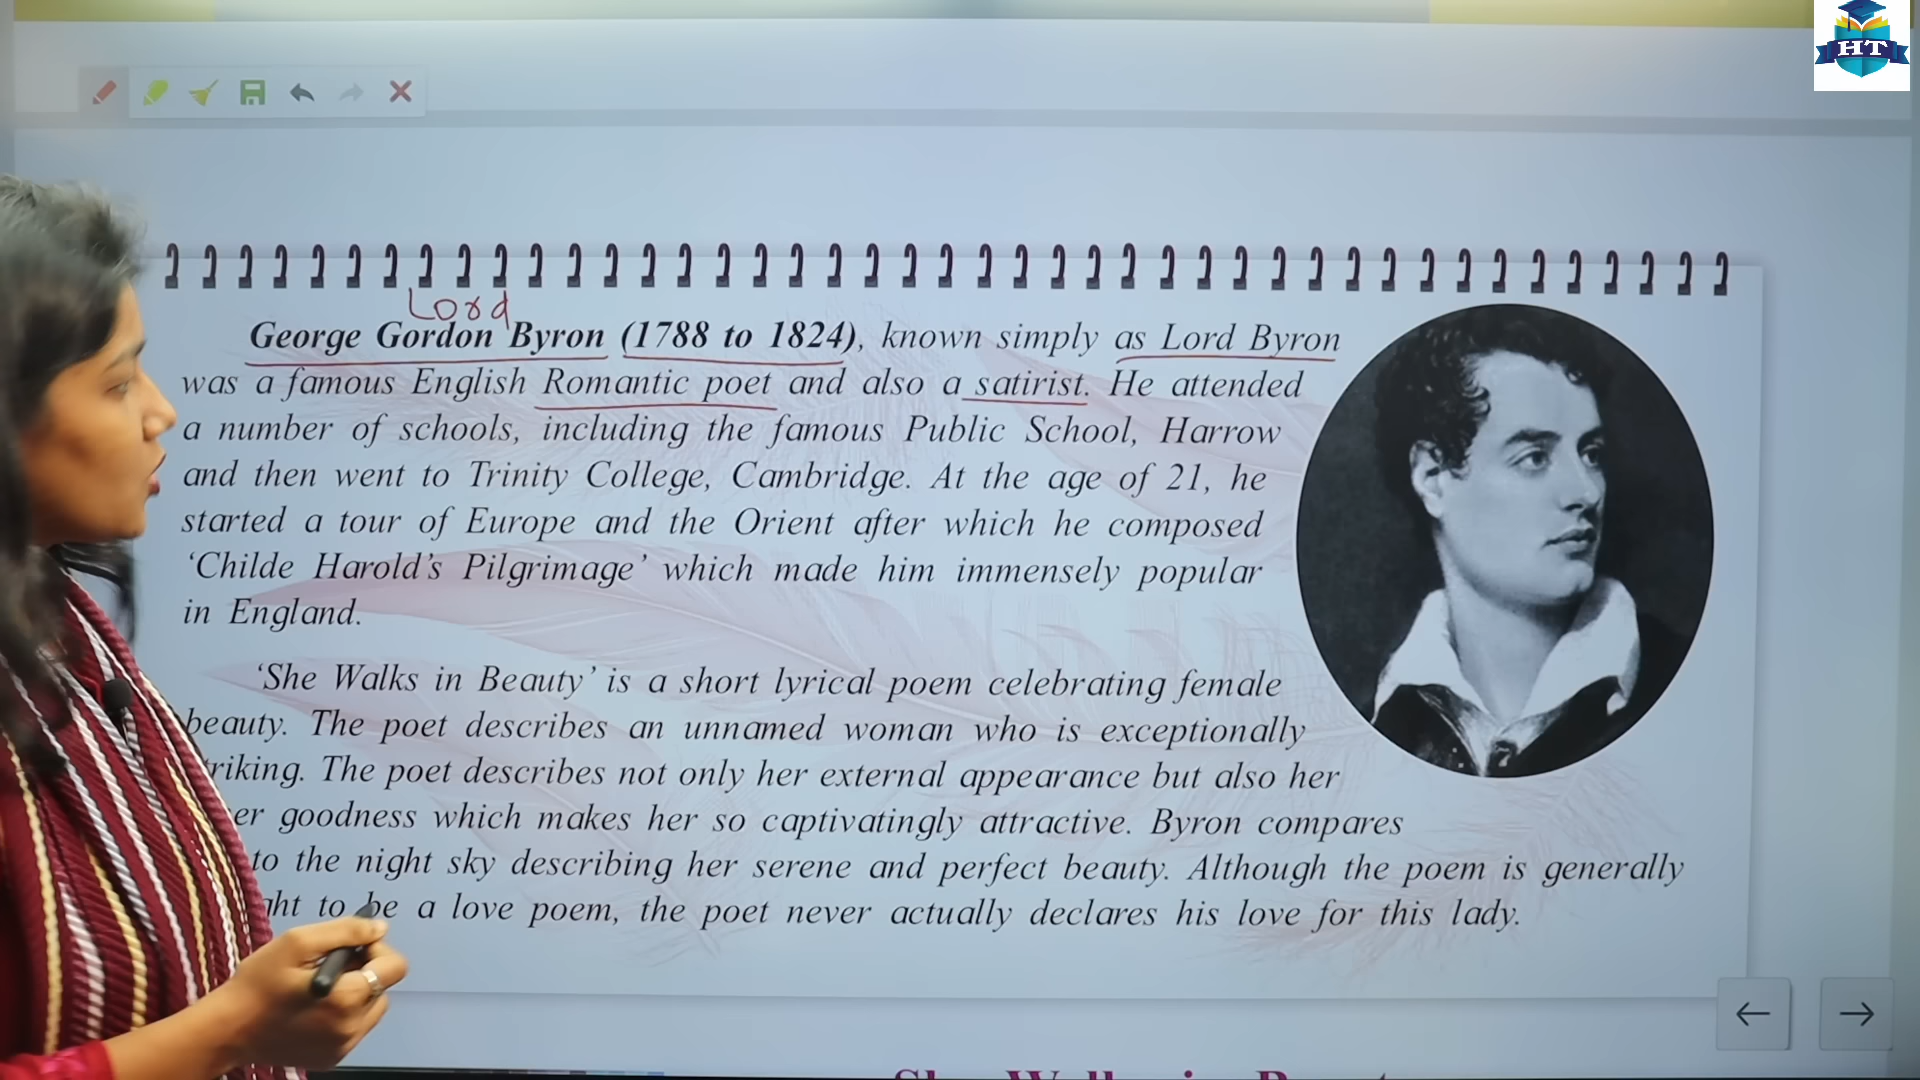 HT
Lord
George Gordon Byron (1788 to 1824), known simply as Lord Byron
was a famous English Romantic poet and also a satirist. He attended
a number of schools, including the famous Public School, Harrow
and then went to Trinity College, Cambridge. At the age of 21, he
started a tour of Europe and the Orient after which he composed
‘Childe Harold’s Pilgrimage’ which made him immensely popular
in England.
‘She Walks in Beauty’ is a short lyrical poem celebrating female
beauty. The poet describes an unnamed woman who is exceptionally
The poet describes not only her external appearance but also her
goodness which makes her so captivatingly attractive. Byron compares
to the night sky describing her serene and perfect beauty. Although the poem is generally
to be a love poem, the poet never actually declares his love for this lady.